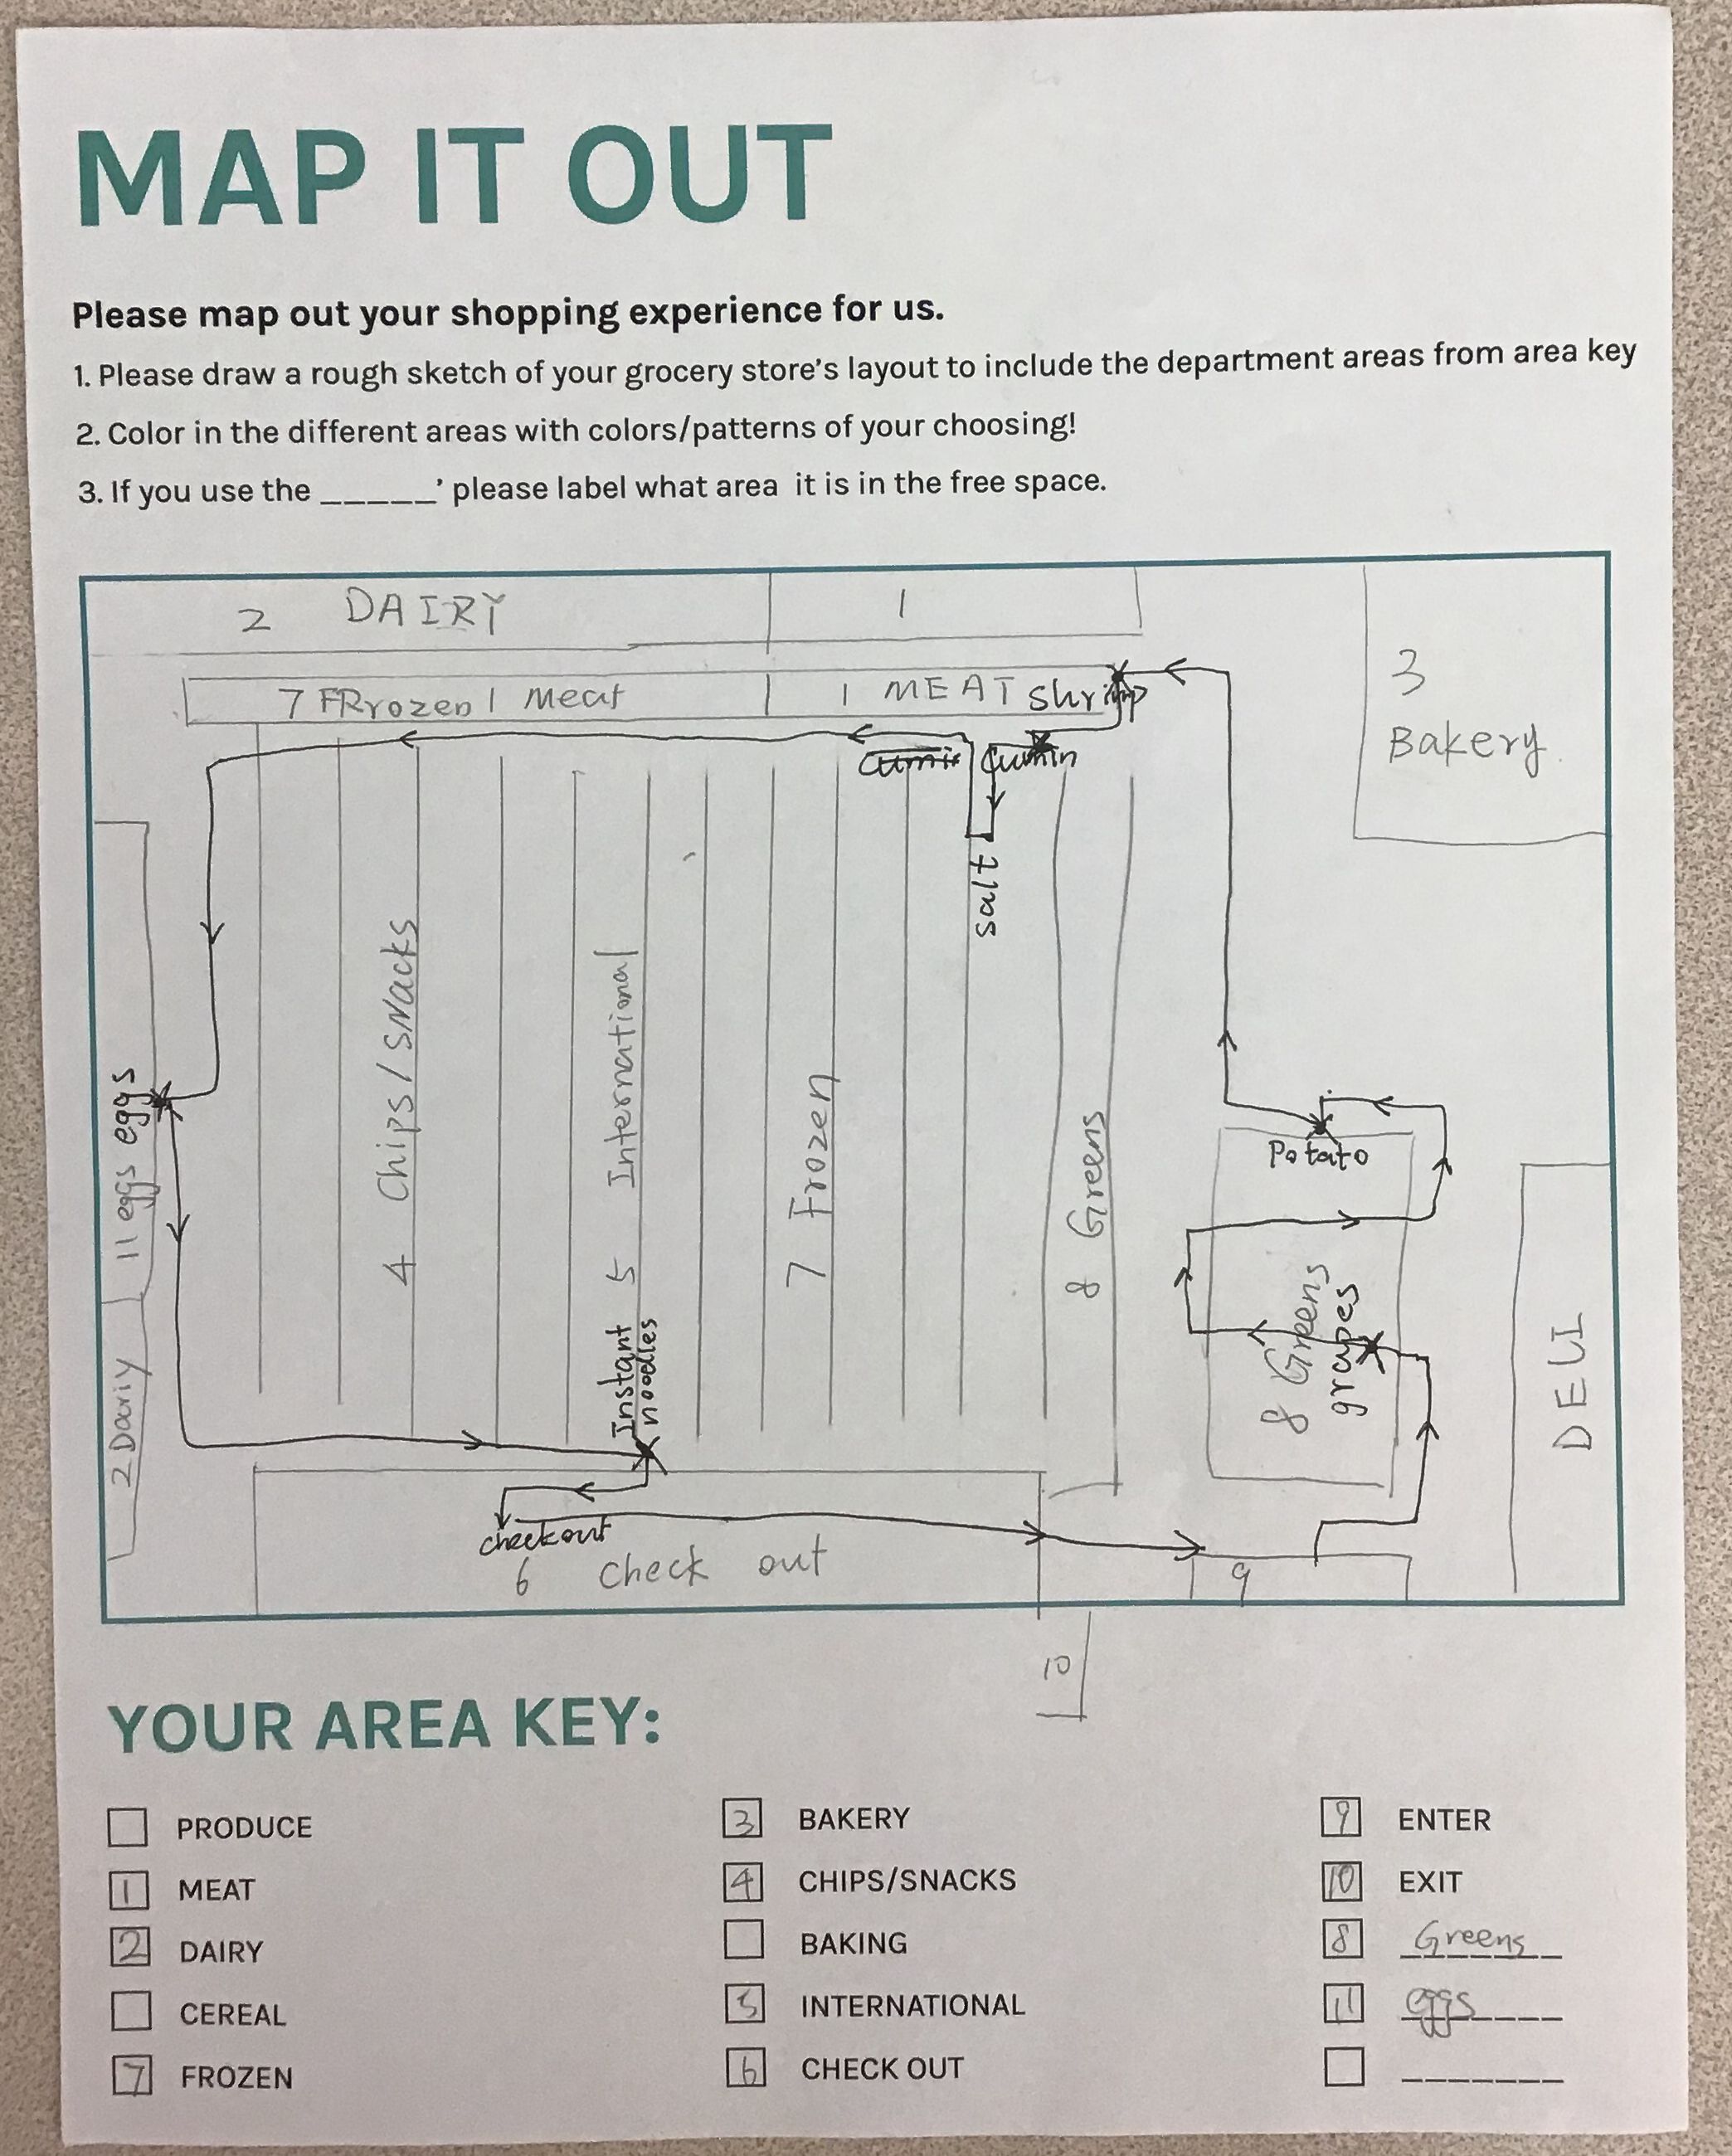 MAP IT OUT
Please map out your shopping experience for us.
1. Please draw a rough sketch of your grocery store's layout to include the department areas from area key
2. Color in the different areas with colors/patterns of your choosing!
3. If you use the _____' please label what area it is in the free space.
2 DAIRY
1
3
Bakery
7 FRrozen 1 Meat
1 MEAT shrimp
Cumin
Cumin
salt
11 eggs eggs
2 Dariy
4 Chips/SNacks
5 International
Instant
noodles
7 Frozen
8 Greens
Potato
8 Greens
grapes
DELI
checkout
6 Check out
9
10
YOUR AREA KEY:
PRODUCE
1 MEAT
2 DAIRY
CEREAL
7 FROZEN
3 BAKERY
4 CHIPS/SNACKS
BAKING
5 INTERNATIONAL
6 CHECK OUT
9 ENTER
10 EXIT
8 Greens
11 eggs